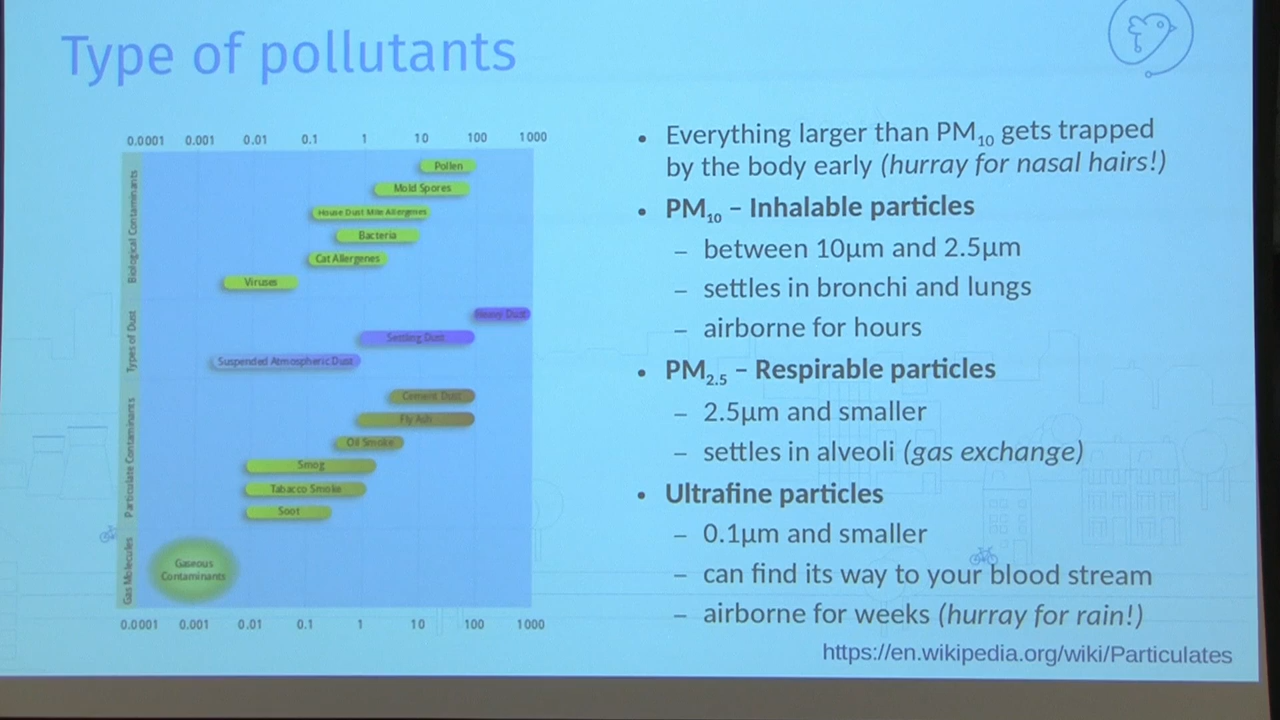 Type of pollutants
0.0001 0.001 0.01 0.1 1 10 100 1000
Biological Contaminants
Pollen
Mold Spores
House Dust Mite Allergenes
Bacteria
Cat Allergenes
Viruses
Types of Dust
Heavy Dust
Settling Dust
Suspended Atmospheric Dust
Particulate Contaminants
Cement Dust
Fly Ash
Oil Smoke
Smog
Tabacco Smoke
Soot
Gas Molecules
Gaseous
Contaminants
0.0001 0.001 0.01 0.1 1 10 100 1000
• Everything larger than PM10 gets trapped
by the body early (hurray for nasal hairs!)
• PM10 – Inhalable particles
– between 10µm and 2.5µm
– settles in bronchi and lungs
– airborne for hours
• PM2.5 – Respirable particles
– 2.5µm and smaller
– settles in alveoli (gas exchange)
• Ultrafine particles
– 0.1µm and smaller
– can find its way to your blood stream
– airborne for weeks (hurray for rain!)
https://en.wikipedia.org/wiki/Particulates